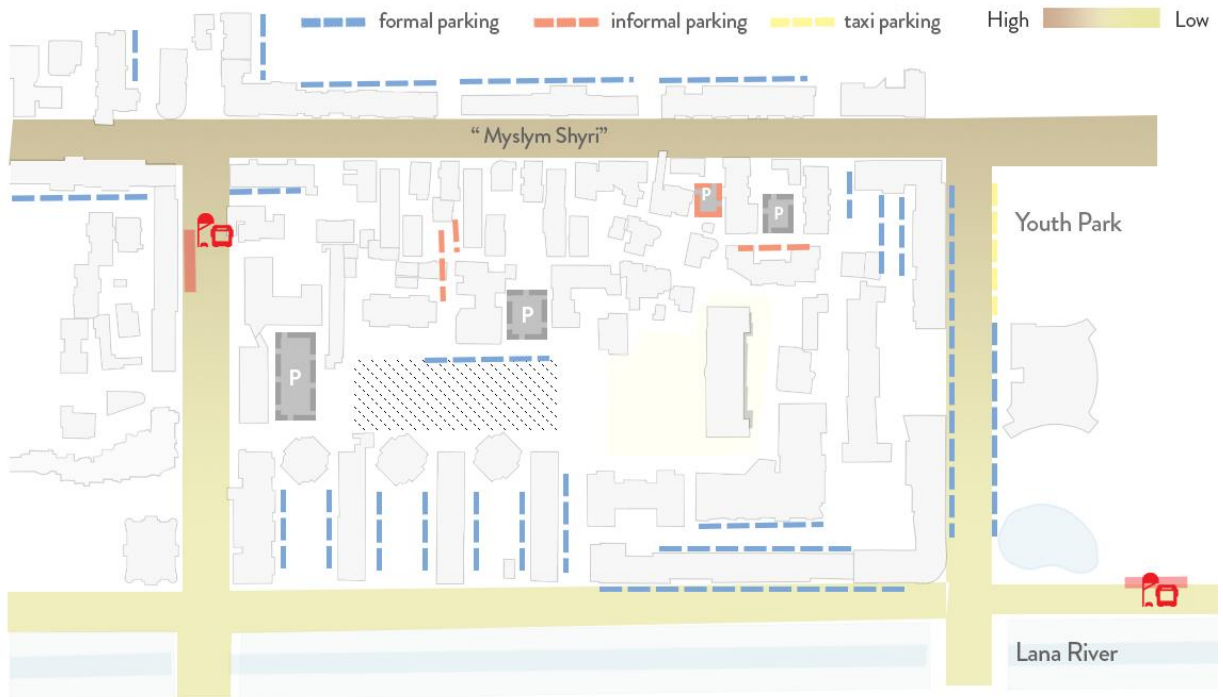 formal parking
informal parking
taxi parking
High
Low
“ Myslym Shyri”
P
P
Youth Park
P
P
Lana River